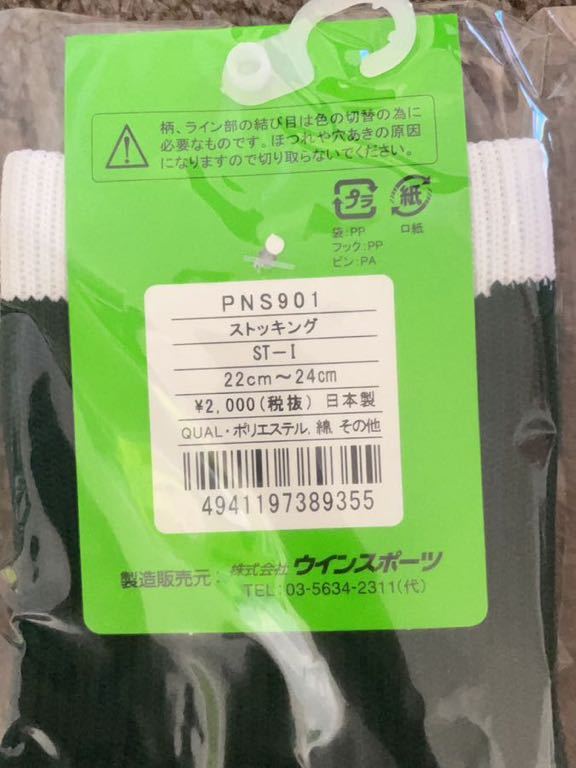 柄、ライン部の結び目は色の切替の為に
必要なものです。ほつれや穴あきの原因
になりますので切り取らないでください。
プラ 紙
袋:PP ロ紙
フック:PP
ピン:PA
PNS901
ストッキング
ST-I
22cm～24cm
¥2,000(税抜) 日本製
QUAL・ポリエステル, 綿, その他
4941197389355
製造販売元: 株式会社 ウインスポーツ
TEL:03-5634-2311(代)